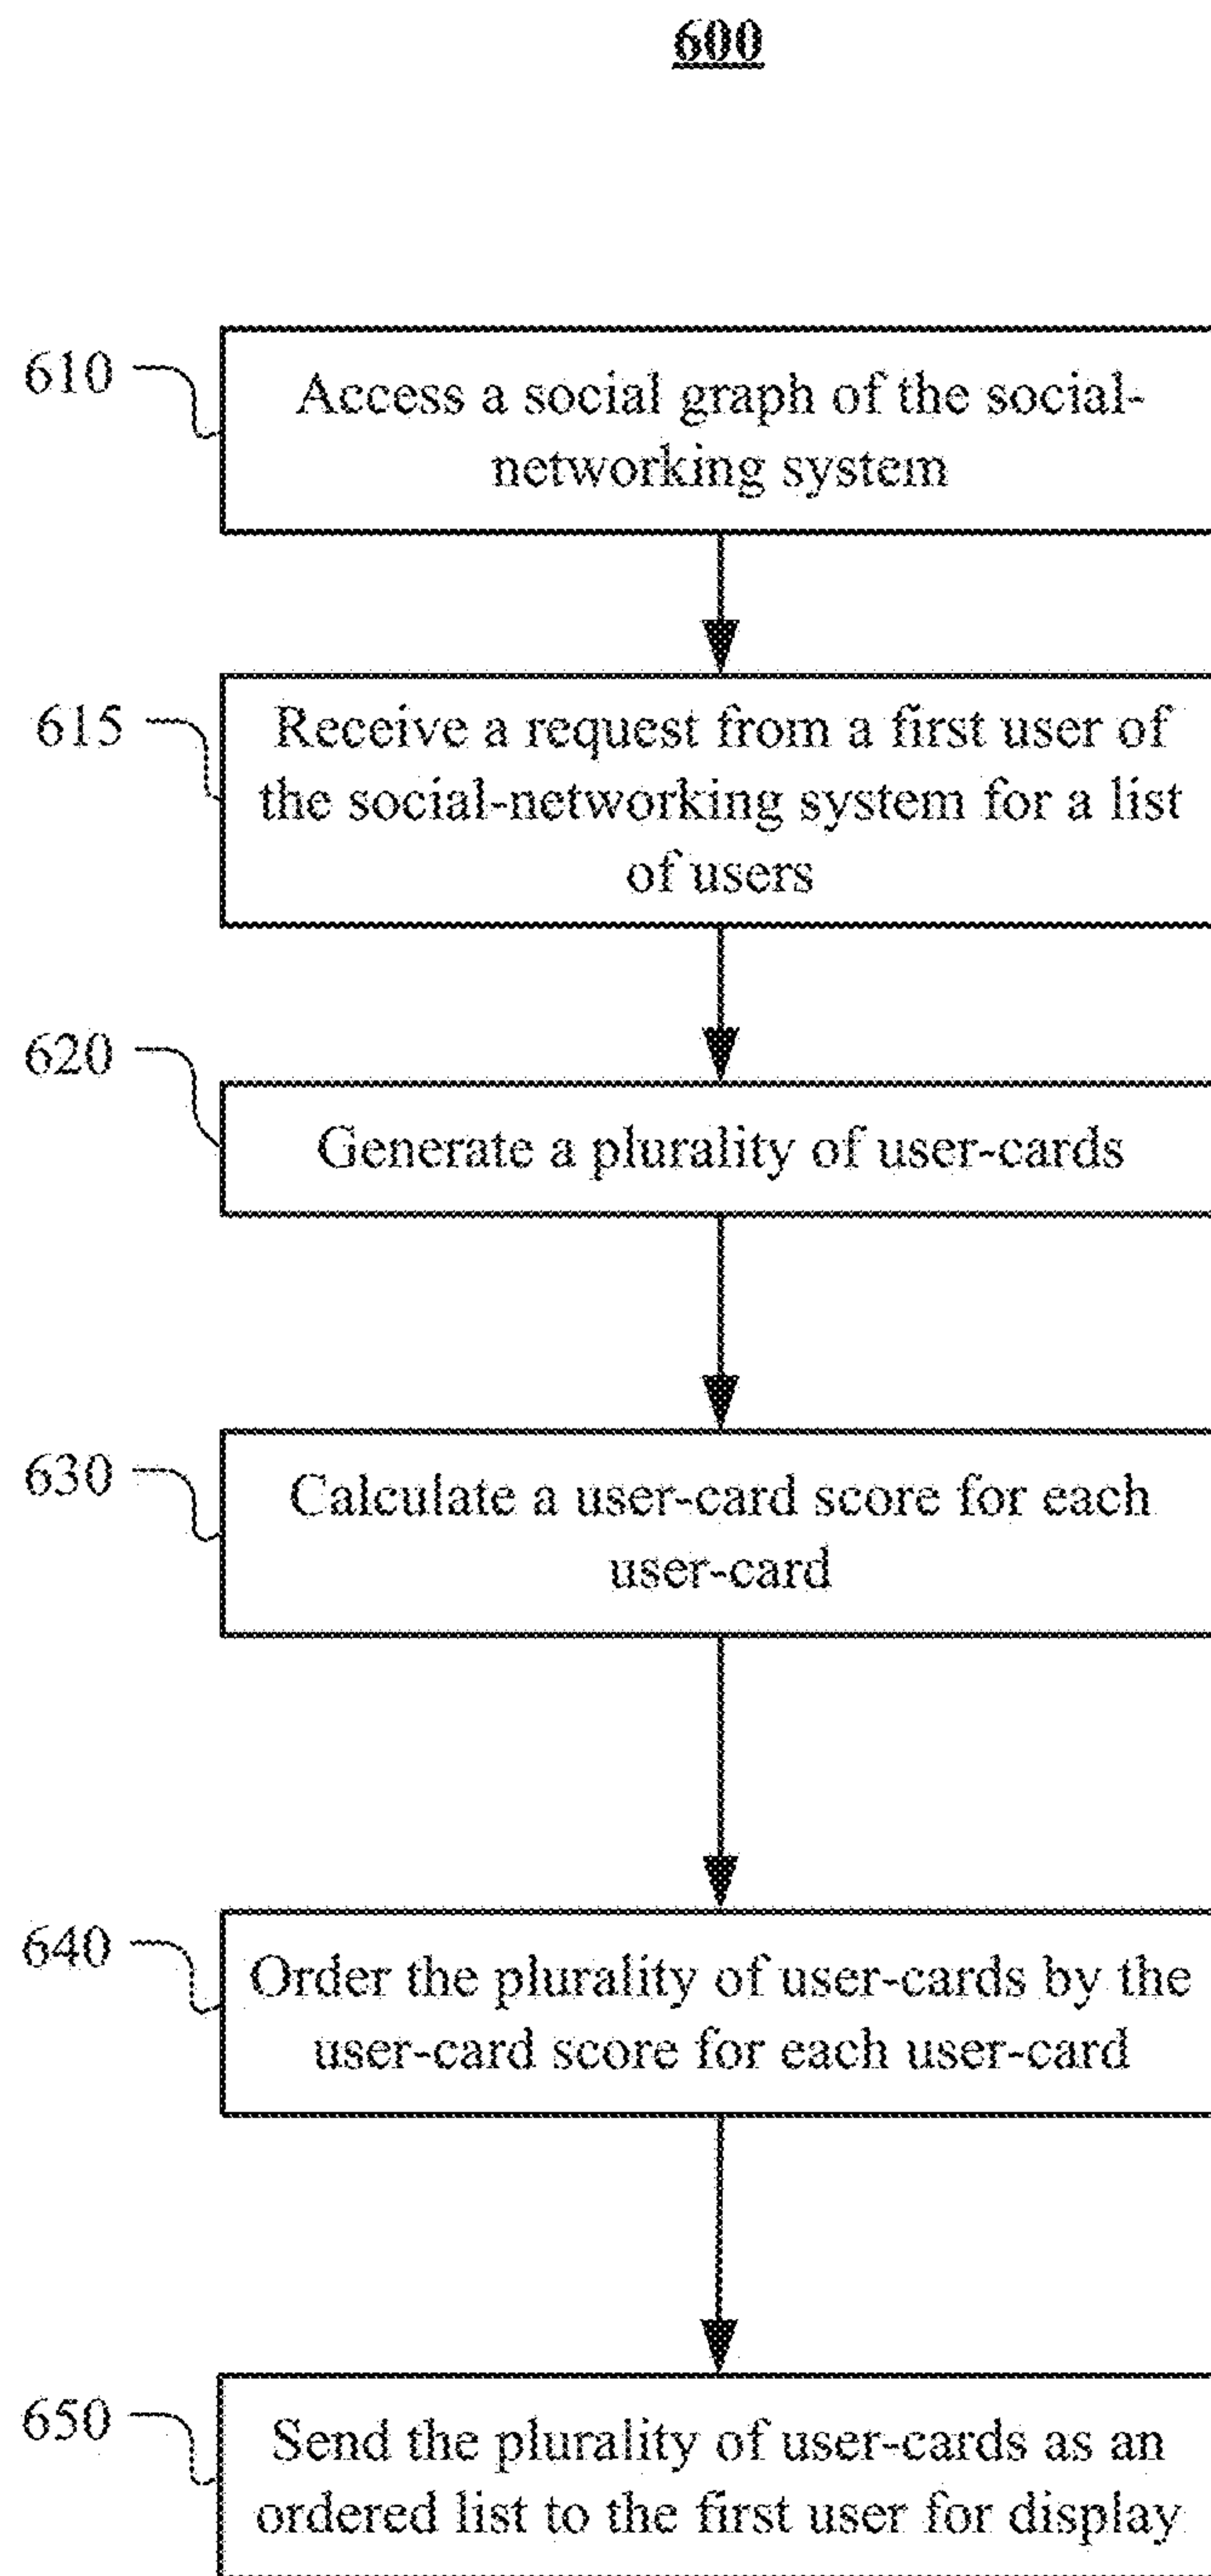 600
610
Access a social graph of the social-
networking system
615
Receive a request from a first user of
the social-networking system for a list
of users
620
Generate a plurality of user-cards
630
Calculate a user-card score for each
user-card
640
Order the plurality of user-cards by the
user-card score for each user-card
650
Send the plurality of user-cards as an
ordered list to the first user for display